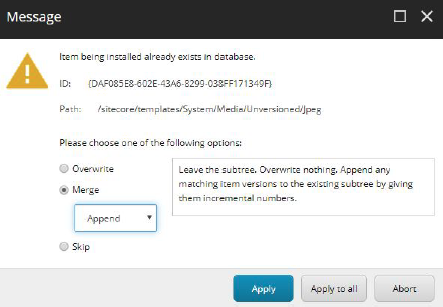 Message
Item being installed already exists in database.
ID: {DAF085E8-602E-43A6-8299-038FF171349F}
Path: /sitecore/templates/System/Media/Unversioned/Jpeg
Please choose one of the following options:
Overwrite
Leave the subtree. Overwrite nothing. Append any
Merge
matching item versions to the existing subtree by giving
them incremental numbers.
Append
Skip
Apply
Apply to all
Abort